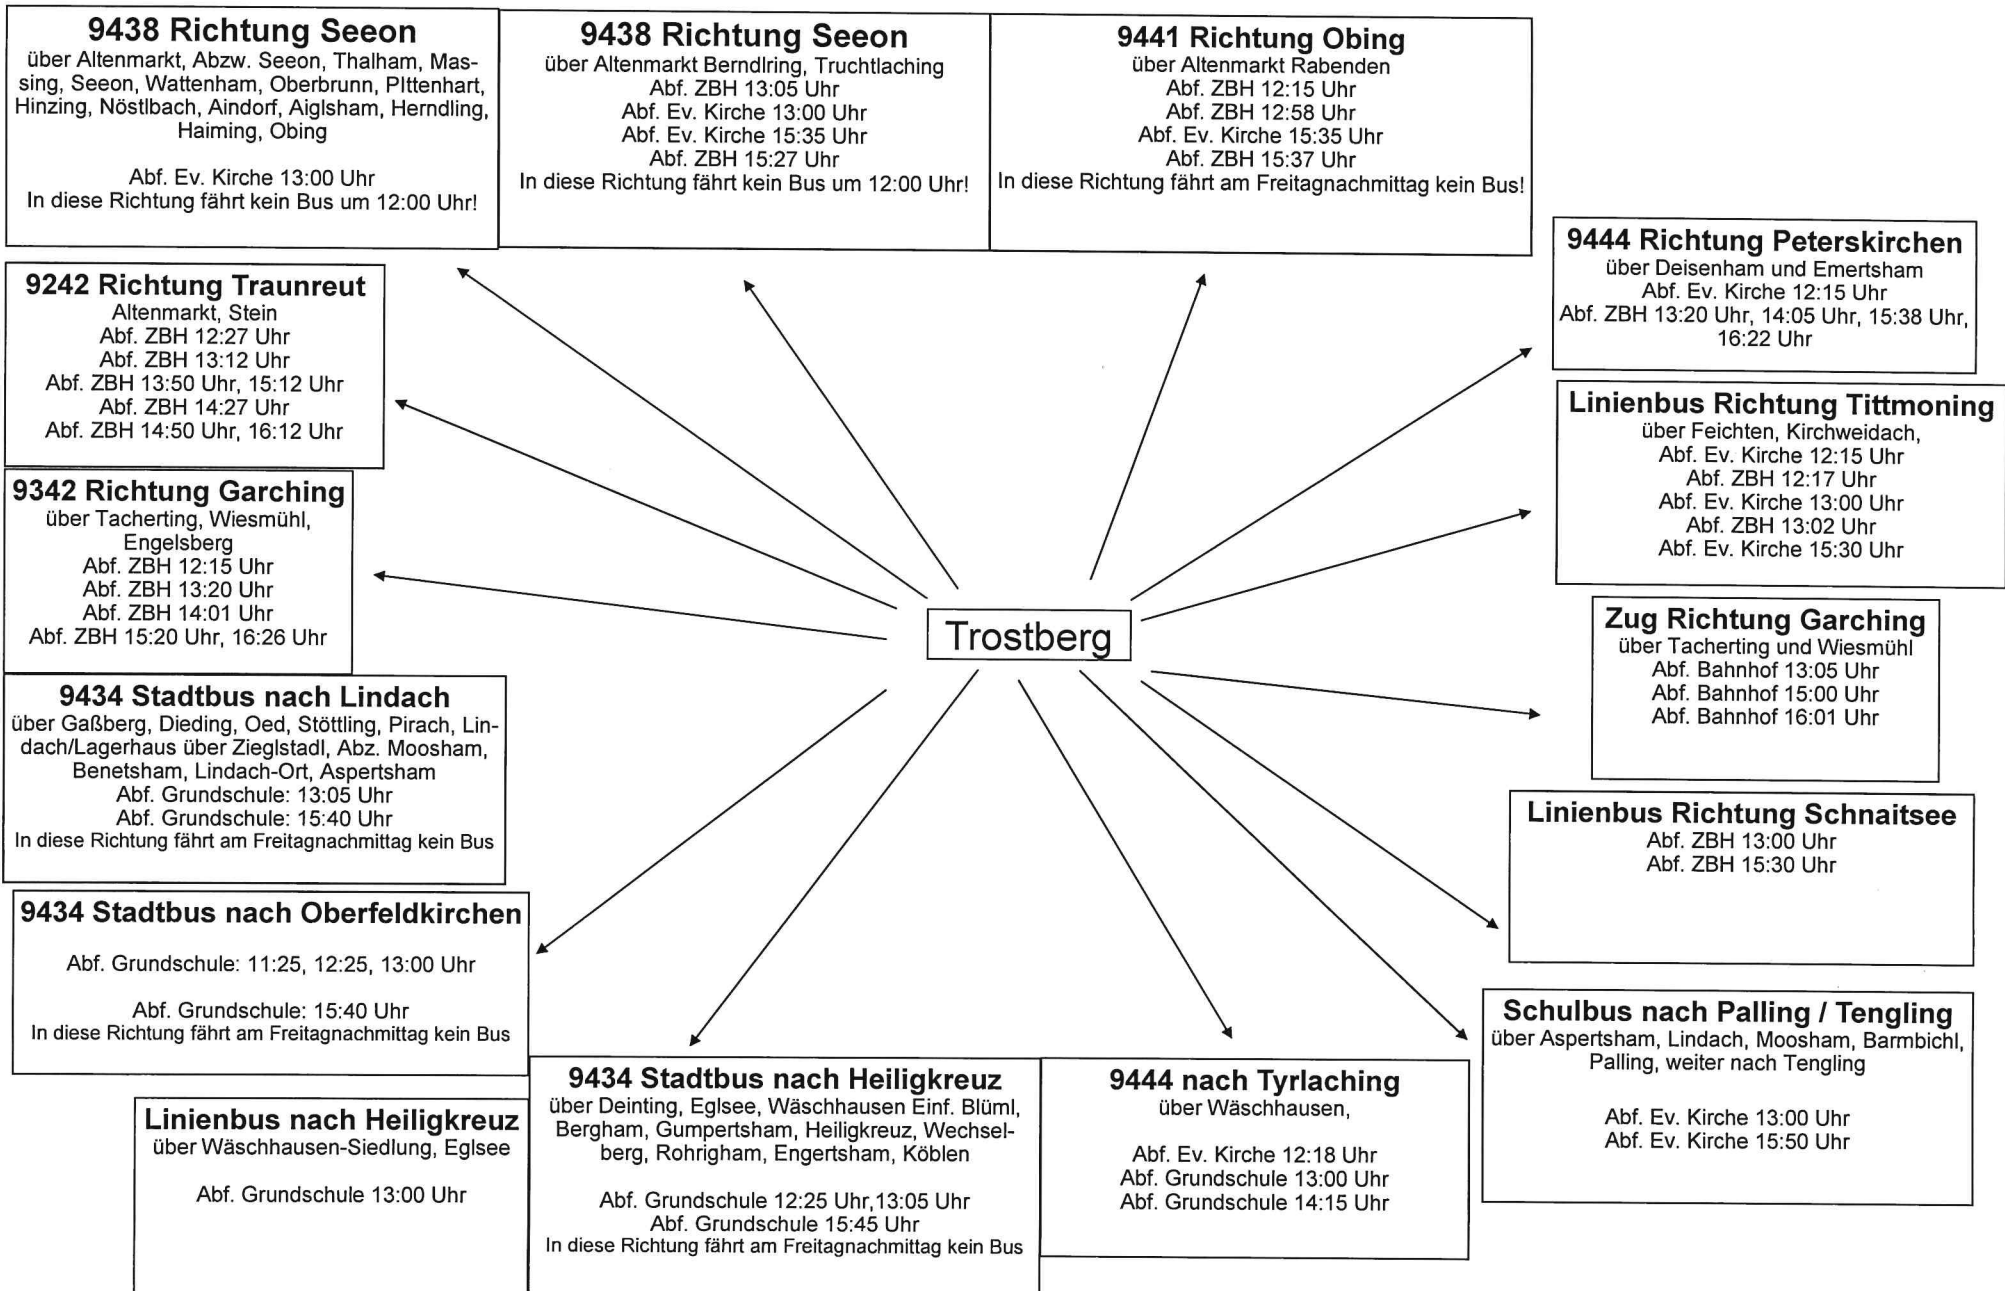 9438 Richtung Seeon
über Altenmarkt, Abzw. Seeon, Thalham, Mas-
sing, Seeon, Wattenham, Oberbrunn, PIttenhart,
Hinzing, Nöstlbach, Aindorf, Aiglsham, Herndling,
Haiming, Obing
Abf. Ev. Kirche 13:00 Uhr
In diese Richtung fährt kein Bus um 12:00 Uhr!
9438 Richtung Seeon
über Altenmarkt Berndlring, Truchtlaching
Abf. ZBH 13:05 Uhr
Abf. Ev. Kirche 13:00 Uhr
Abf. Ev. Kirche 15:35 Uhr
Abf. ZBH 15:27 Uhr
In diese Richtung fährt kein Bus um 12:00 Uhr!
9441 Richtung Obing
über Altenmarkt Rabenden
Abf. ZBH 12:15 Uhr
Abf. ZBH 12:58 Uhr
Abf. Ev. Kirche 15:35 Uhr
Abf. ZBH 15:37 Uhr
In diese Richtung fährt am Freitagnachmittag kein Bus!
9444 Richtung Peterskirchen
über Deisenham und Emertsham
Abf. Ev. Kirche 12:15 Uhr
Abf. ZBH 13:20 Uhr, 14:05 Uhr, 15:38 Uhr,
16:22 Uhr
9242 Richtung Traunreut
Altenmarkt, Stein
Abf. ZBH 12:27 Uhr
Abf. ZBH 13:12 Uhr
Abf. ZBH 13:50 Uhr, 15:12 Uhr
Abf. ZBH 14:27 Uhr
Abf. ZBH 14:50 Uhr, 16:12 Uhr
Linienbus Richtung Tittmoning
über Feichten, Kirchweidach,
Abf. Ev. Kirche 12:15 Uhr
Abf. ZBH 12:17 Uhr
Abf. Ev. Kirche 13:00 Uhr
Abf. ZBH 13:02 Uhr
Abf. Ev. Kirche 15:30 Uhr
9342 Richtung Garching
über Tacherting, Wiesmühl,
Engelsberg
Abf. ZBH 12:15 Uhr
Abf. ZBH 13:20 Uhr
Abf. ZBH 14:01 Uhr
Abf. ZBH 15:20 Uhr, 16:26 Uhr
Trostberg
Zug Richtung Garching
über Tacherting und Wiesmühl
Abf. Bahnhof 13:05 Uhr
Abf. Bahnhof 15:00 Uhr
Abf. Bahnhof 16:01 Uhr
9434 Stadtbus nach Lindach
über Gaßberg, Dieding, Oed, Stöttling, Pirach, Lin-
dach/Lagerhaus über Zieglstadl, Abz. Moosham,
Benetsham, Lindach-Ort, Aspertsham
Abf. Grundschule: 13:05 Uhr
Abf. Grundschule: 15:40 Uhr
In diese Richtung fährt am Freitagnachmittag kein Bus
Linienbus Richtung Schnaitsee
Abf. ZBH 13:00 Uhr
Abf. ZBH 15:30 Uhr
9434 Stadtbus nach Oberfeldkirchen
Abf. Grundschule: 11:25, 12:25, 13:00 Uhr
Abf. Grundschule: 15:40 Uhr
In diese Richtung fährt am Freitagnachmittag kein Bus
Schulbus nach Palling / Tengling
über Aspertsham, Lindach, Moosham, Barmbichl,
Palling, weiter nach Tengling
Abf. Ev. Kirche 13:00 Uhr
Abf. Ev. Kirche 15:50 Uhr
Linienbus nach Heiligkreuz
über Wäschhausen-Siedlung, Eglsee
Abf. Grundschule 13:00 Uhr
9434 Stadtbus nach Heiligkreuz
über Deinting, Eglsee, Wäschhausen Einf. Blüml,
Bergham, Gumpertsham, Heiligkreuz, Wechsel-
berg, Rohrigham, Engertsham, Köblen
Abf. Grundschule 12:25 Uhr,13:05 Uhr
Abf. Grundschule 15:45 Uhr
In diese Richtung fährt am Freitagnachmittag kein Bus
9444 nach Tyrlaching
über Wäschhausen,
Abf. Ev. Kirche 12:18 Uhr
Abf. Grundschule 13:00 Uhr
Abf. Grundschule 14:15 Uhr